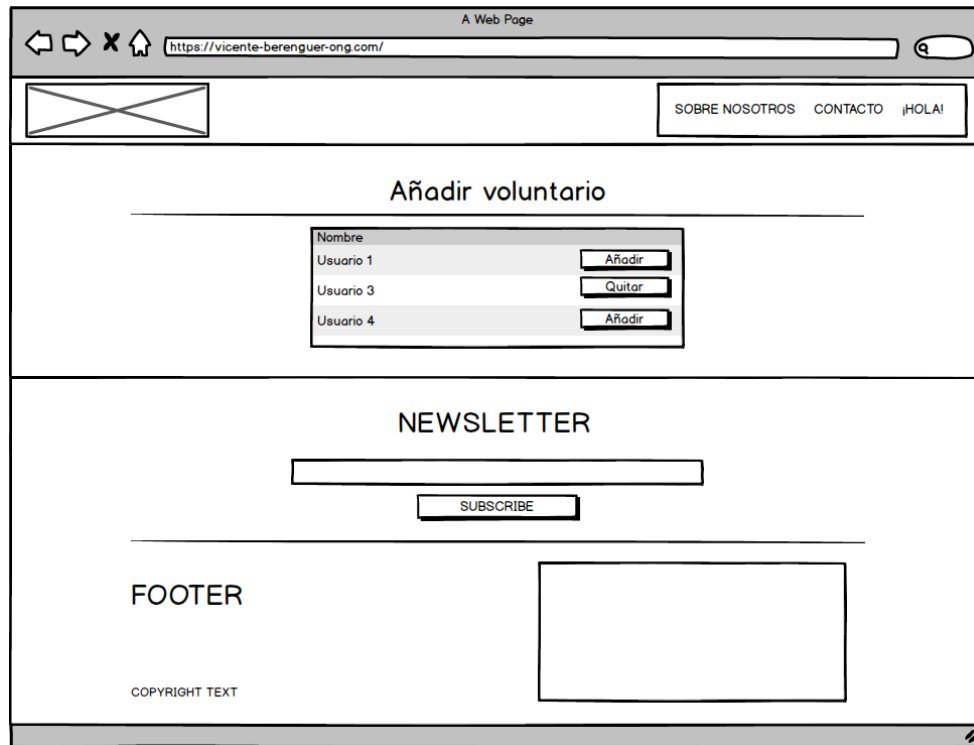 A Web Page
https://vicente-berenguer-ong.com/
SOBRE NOSOTROS CONTACTO ¡HOLA!
Añadir voluntario
Nombre
Usuario 1 Añadir
Usuario 3 Quitar
Usuario 4 Añadir
NEWSLETTER
SUBSCRIBE
FOOTER
COPYRIGHT TEXT